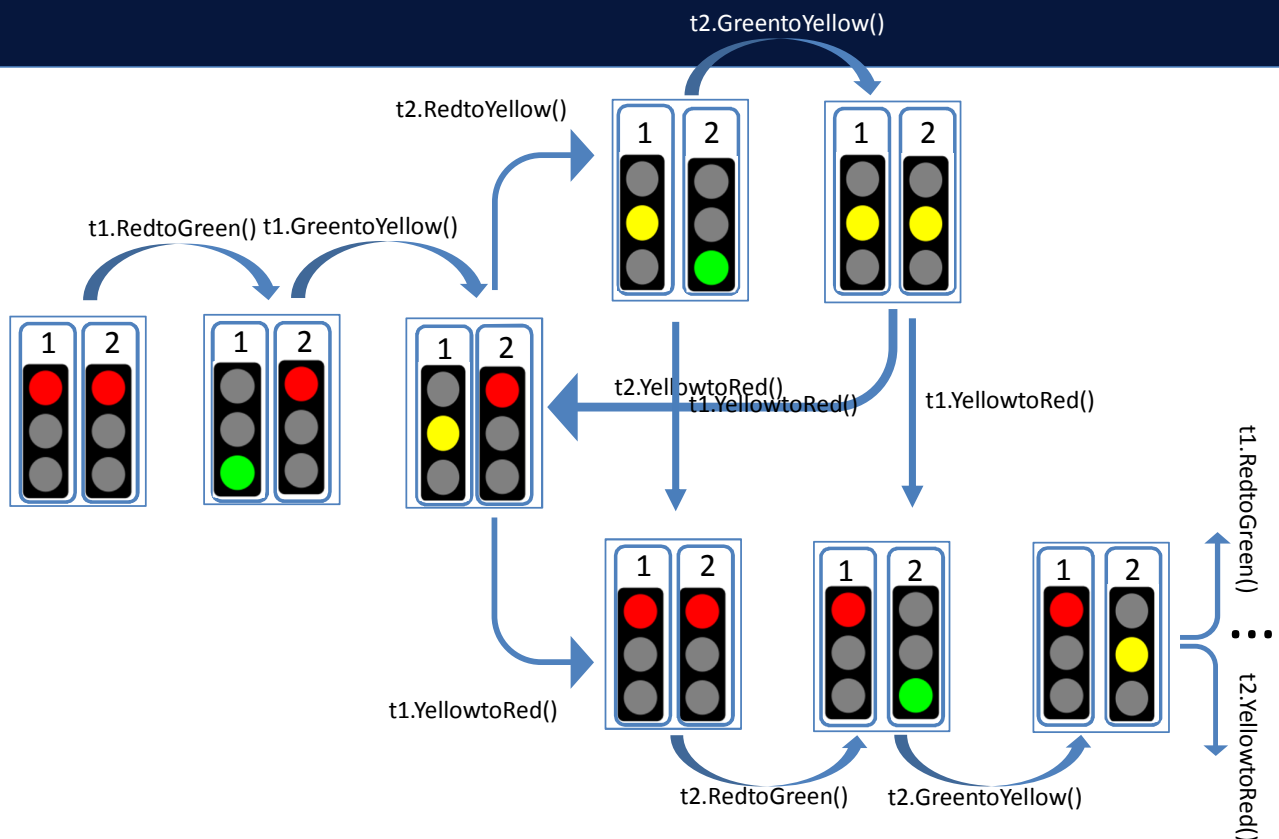 t2.GreentoYellow()
t2.RedtoYellow()
1 2
1 2
t1.RedtoGreen() t1.GreentoYellow()
1 2
1 2
1 2
t2.YellowtoRed()
t1.YellowtoRed()
t1.YellowtoRed()
t1.RedtoGreen()
1 2
1 2
1 2
...
t1.YellowtoRed()
t2.YellowtoRed()
t2.RedtoGreen()
t2.GreentoYellow()